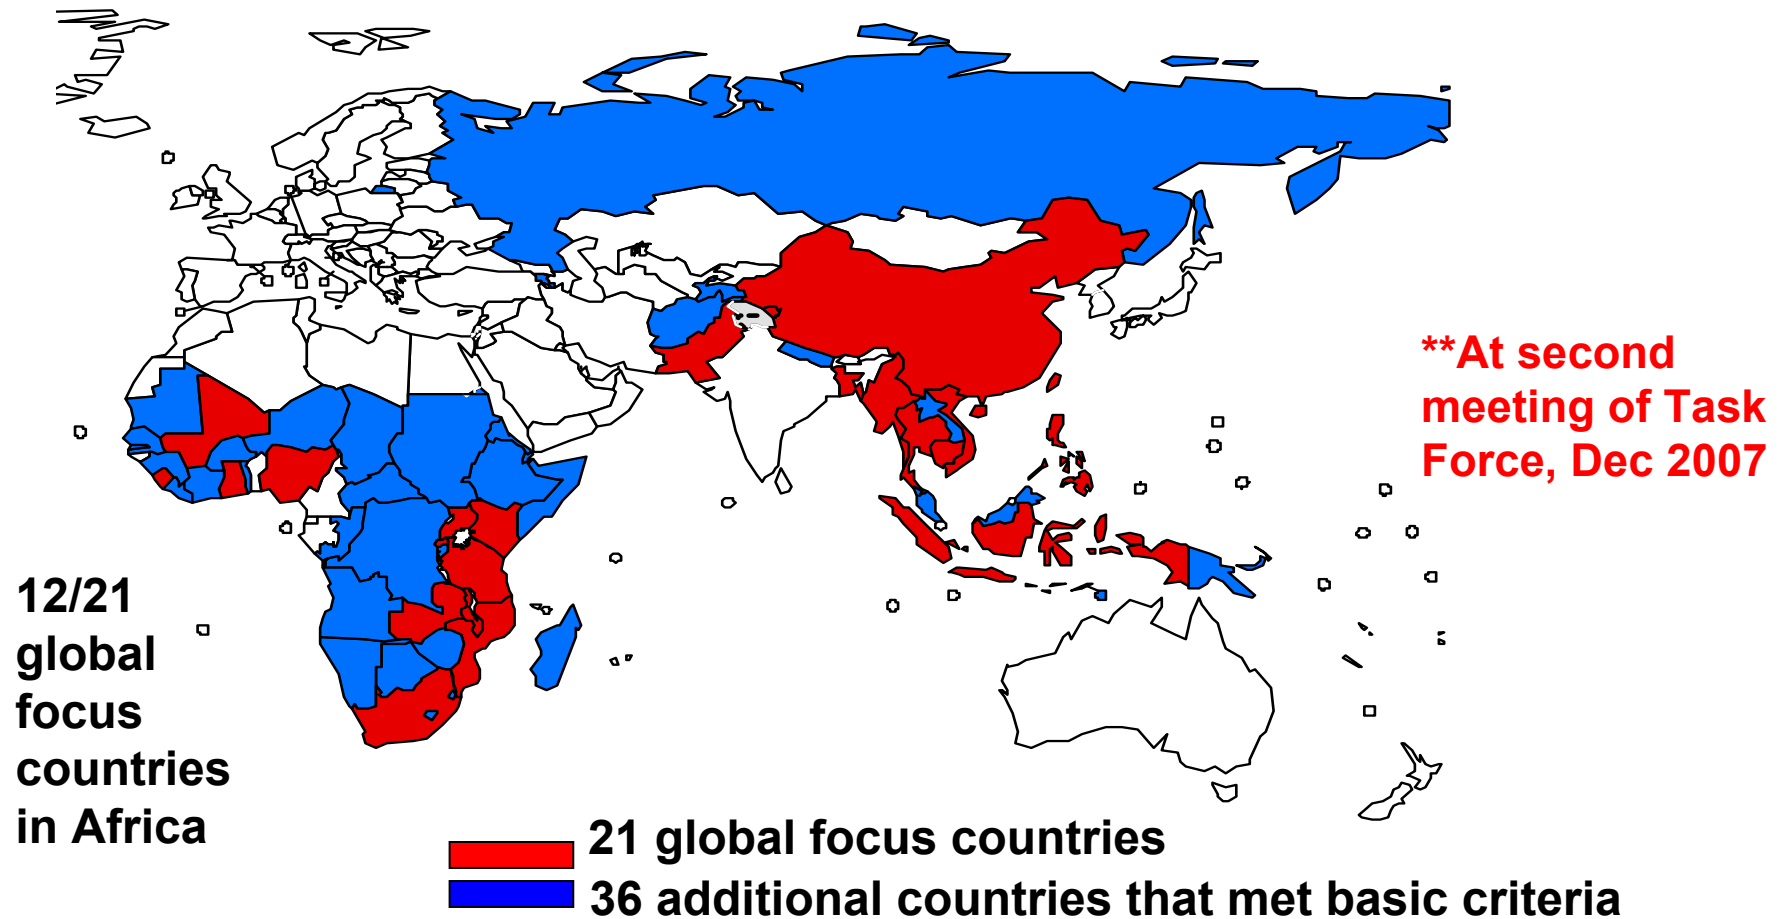 **At second
meeting of Task
Force, Dec 2007
12/21
global
focus
countries
in Africa
21 global focus countries
36 additional countries that met basic criteria